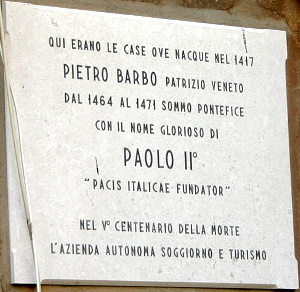 QUI ERANO LE CASE OVE NACQUE NEL 1417
PIETRO BARBO PATRIZIO VENETO
DAL 1464 AL 1471 SOMMO PONTEFICE
CON IL NOME GLORIOSO DI
PAOLO II°
"PACIS ITALICAE FUNDATOR"
NEL V° CENTENARIO DELLA MORTE
L'AZIENDA AUTONOMA SOGGIORNO E TURISMO